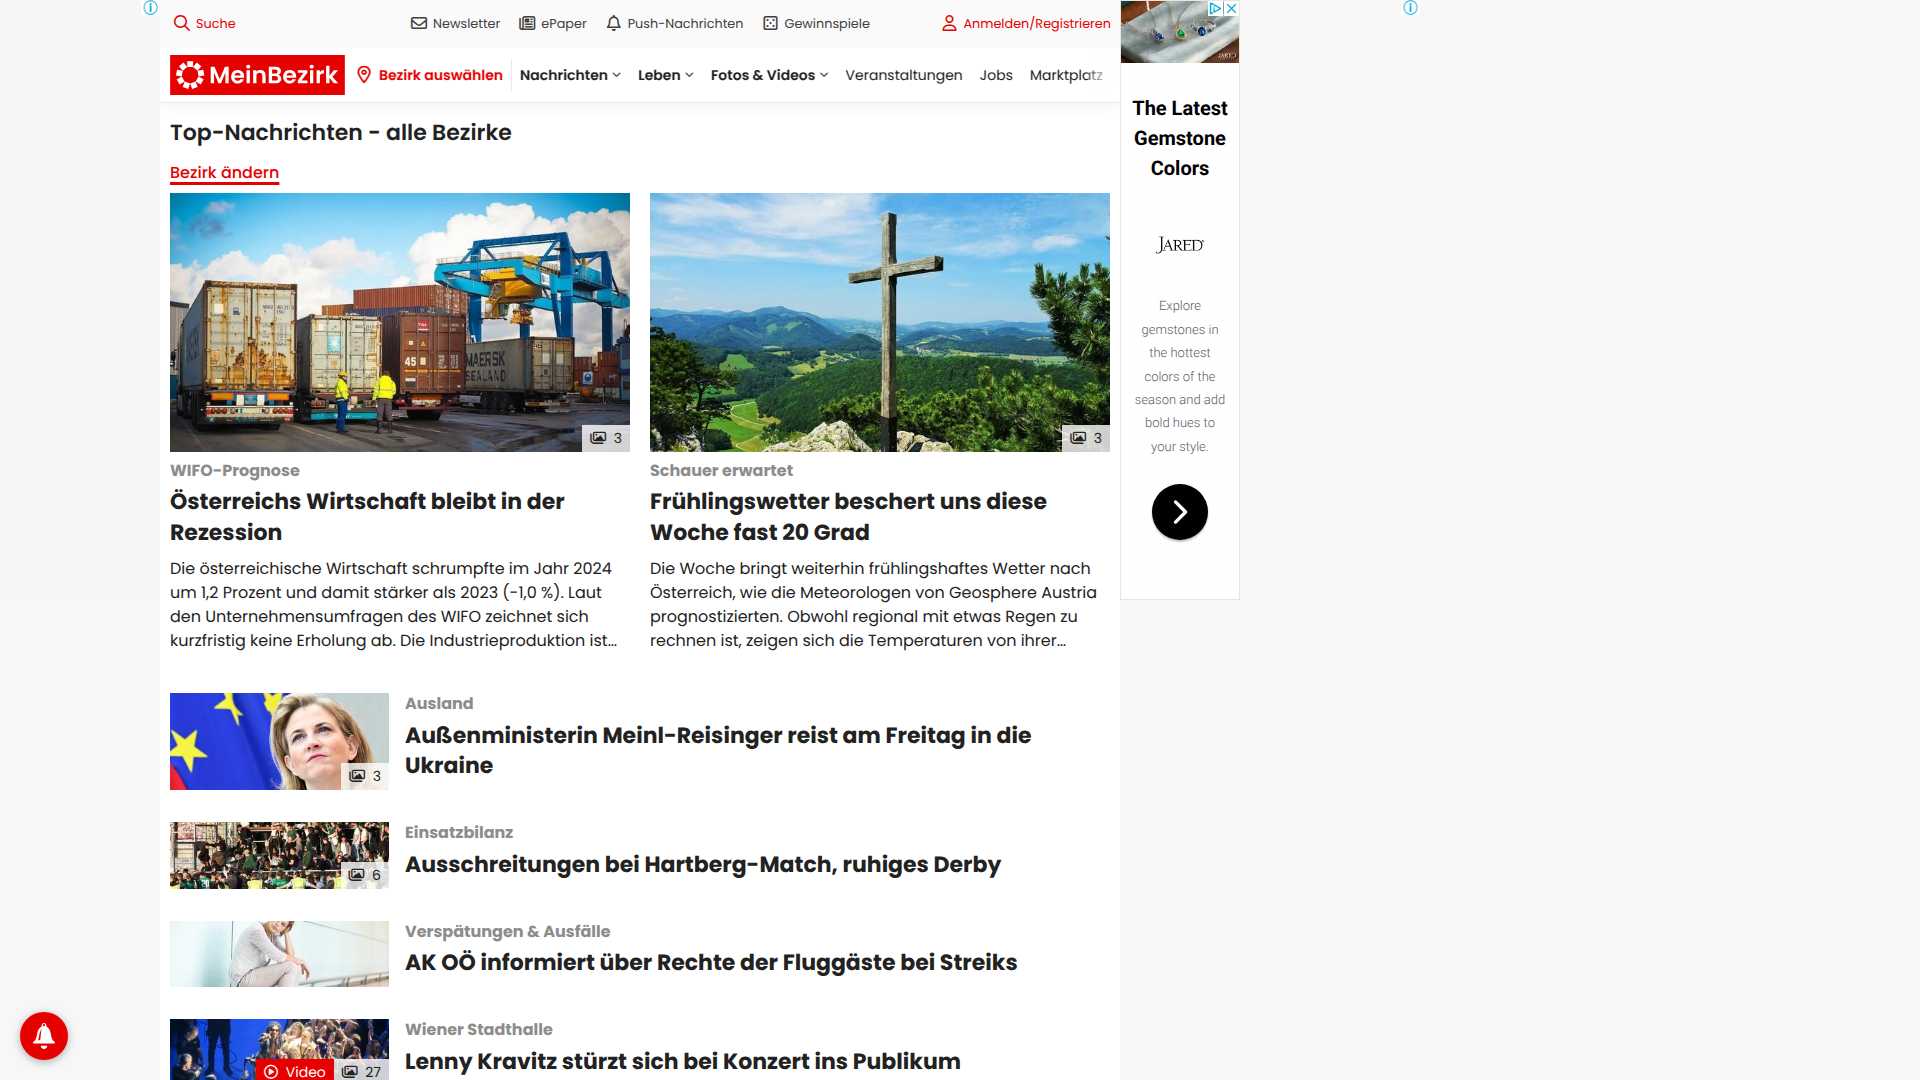 Suche
Newsletter
ePaper
Push-Nachrichten
Gewinnspiele
Anmelden/Registrieren
MeinBezirk
Bezirk auswählen
Nachrichten
Leben
Fotos & Videos
Veranstaltungen
Jobs
Marktplatz
Top-Nachrichten - alle Bezirke
Bezirk ändern
45
MAERSK
SEALAND
3
WIFO-Prognose
Österreichs Wirtschaft bleibt in der
Rezession
Die österreichische Wirtschaft schrumpfte im Jahr 2024
um 1,2 Prozent und damit stärker als 2023 (-1,0 %). Laut
den Unternehmensumfragen des WIFO zeichnet sich
kurzfristig keine Erholung ab. Die Industrieproduktion ist...
3
Schauer erwartet
Frühlingswetter beschert uns diese
Woche fast 20 Grad
Die Woche bringt weiterhin frühlingshaftes Wetter nach
Österreich, wie die Meteorologen von Geosphere Austria
prognostizierten. Obwohl regional mit etwas Regen zu
rechnen ist, zeigen sich die Temperaturen von ihrer...
3
Ausland
Außenministerin Meinl-Reisinger reist am Freitag in die
Ukraine
6
Einsatzbilanz
Ausschreitungen bei Hartberg-Match, ruhiges Derby
Verspätungen & Ausfälle
AK OÖ informiert über Rechte der Fluggäste bei Streiks
Video
27
Wiener Stadthalle
Lenny Kravitz stürzt sich bei Konzert ins Publikum
JARED
The Latest
Gemstone
Colors
JARED
Explore
gemstones in
the hottest
colors of the
season and add
bold hues to
your style.